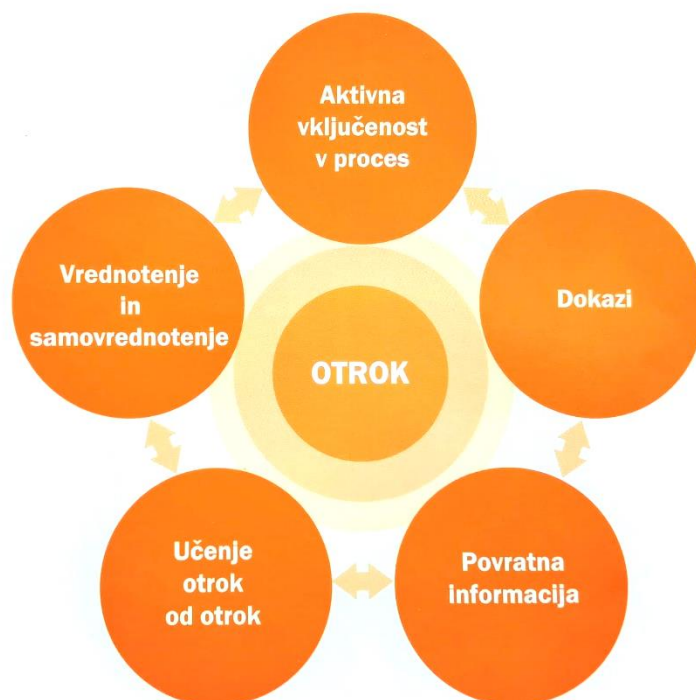 Aktivna
vključenost
v proces
Vrednotenje
in
samovrednotenje
Dokazi
OTROK
Učenje
otrok
od otrok
Povratna
informacija